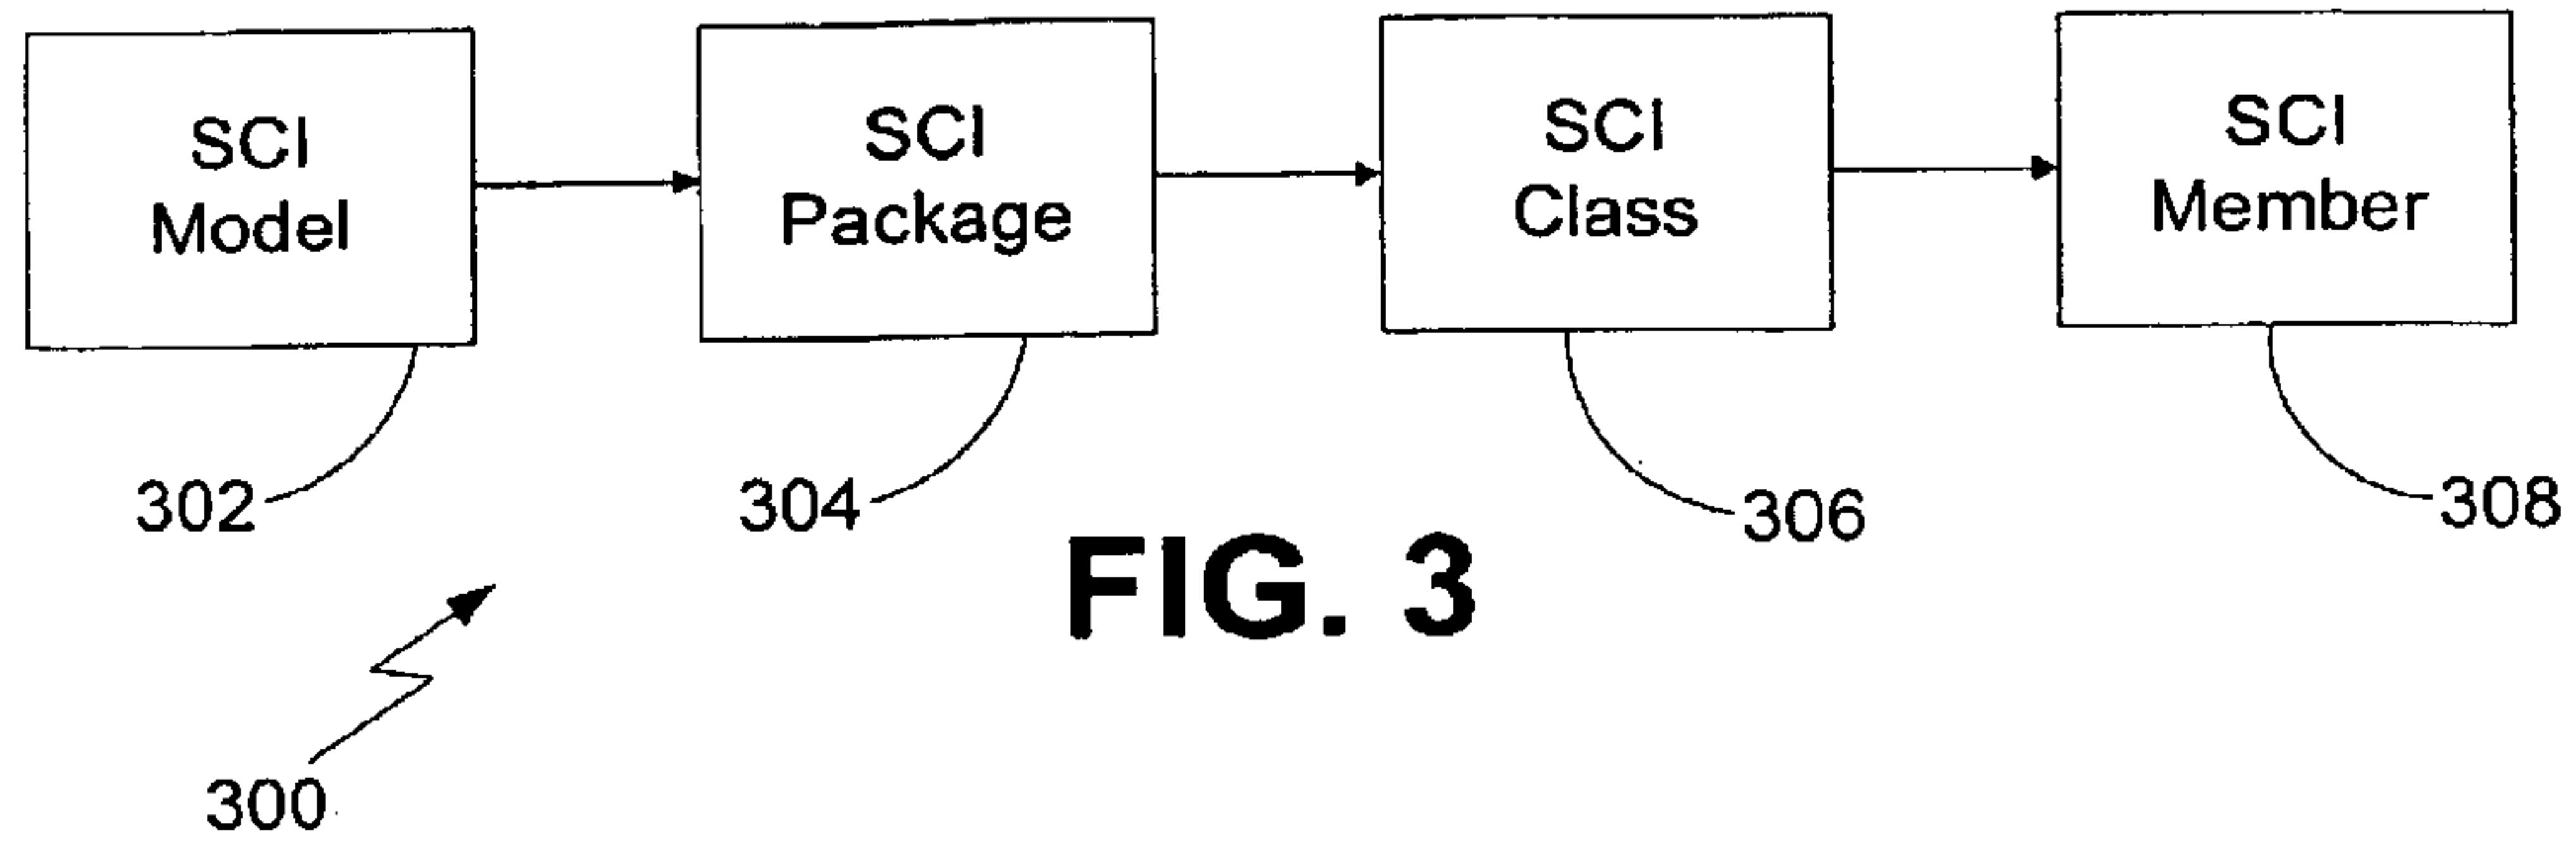 SCI
Model
SCI
Package
SCI
Class
SCI
Member
302
304
306
308
FIG. 3
300